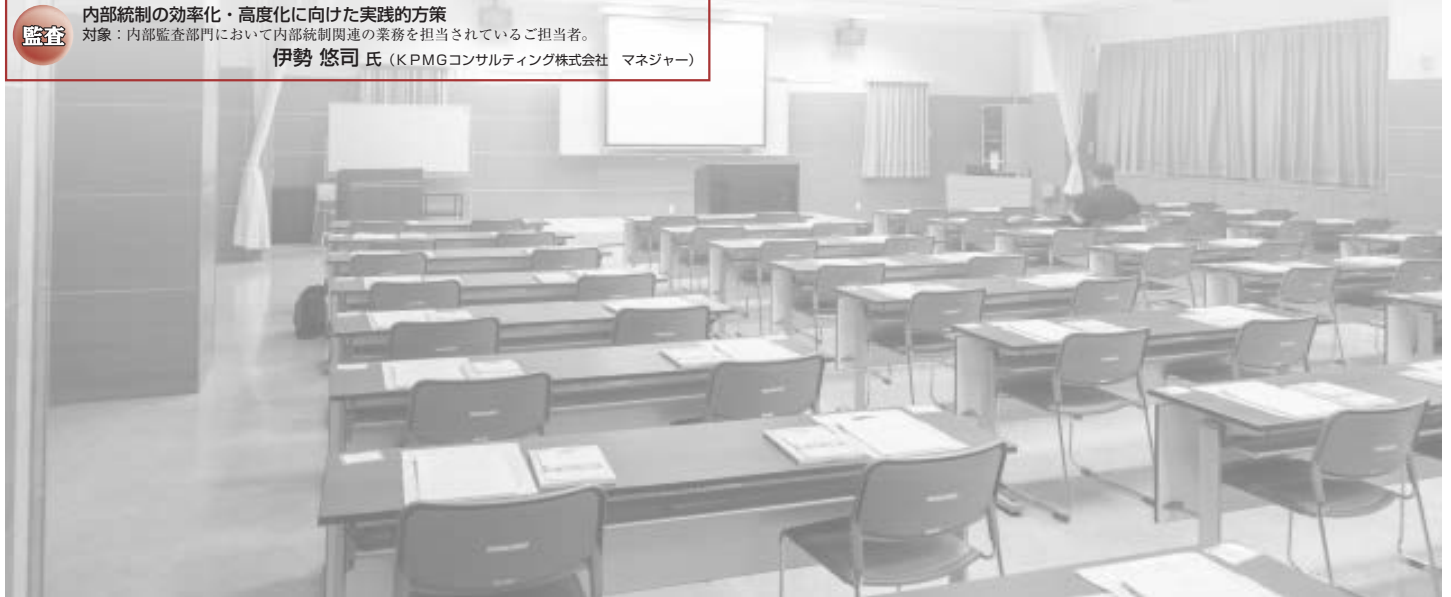 監査
内部統制の効率化・高度化に向けた実践的方策
対象：内部監査部門において内部統制関連の業務を担当されているご担当者。
伊勢 悠司 氏（KPMGコンサルティング株式会社　マネジャー）